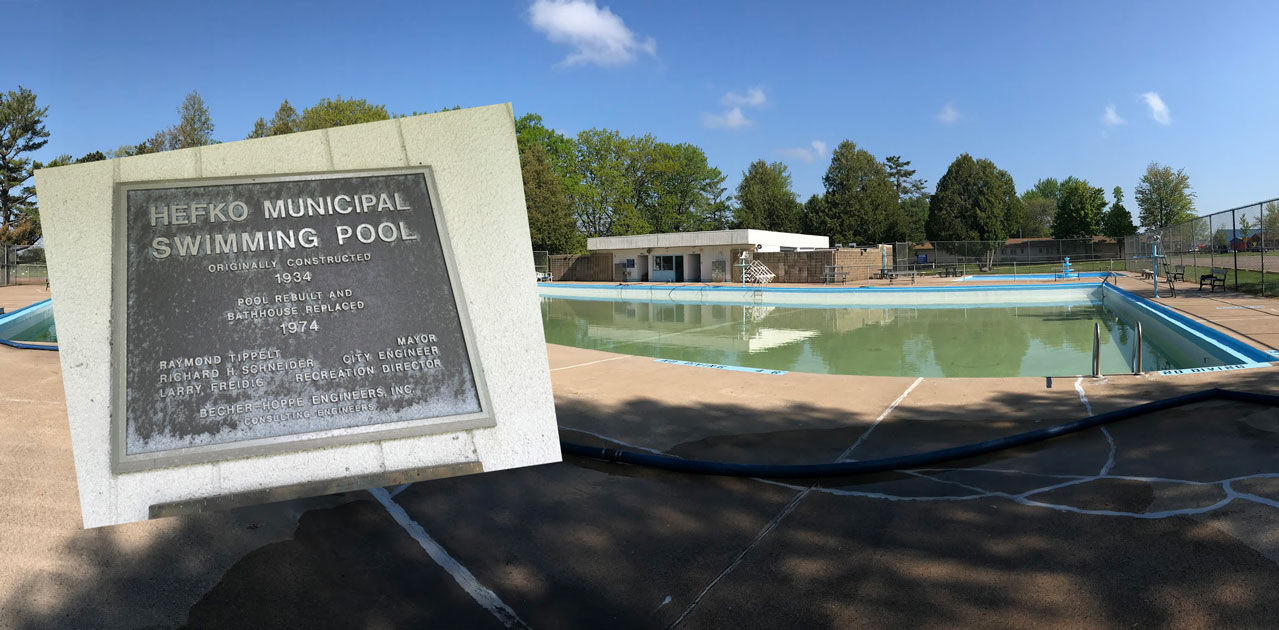 HEFKO MUNICIPAL
SWIMMING POOL
ORIGINALLY CONSTRUCTED
1934
POOL REBUILT AND
BATHHOUSE REPLACED
1974
RAYMOND TIPPELT MAYOR
RICHARD H. SCHNEIDER CITY ENGINEER
LARRY FREIDIG RECREATION DIRECTOR
BECHER-HOPPE ENGINEERS, INC.
CONSULTING ENGINEERS
NO DIVING